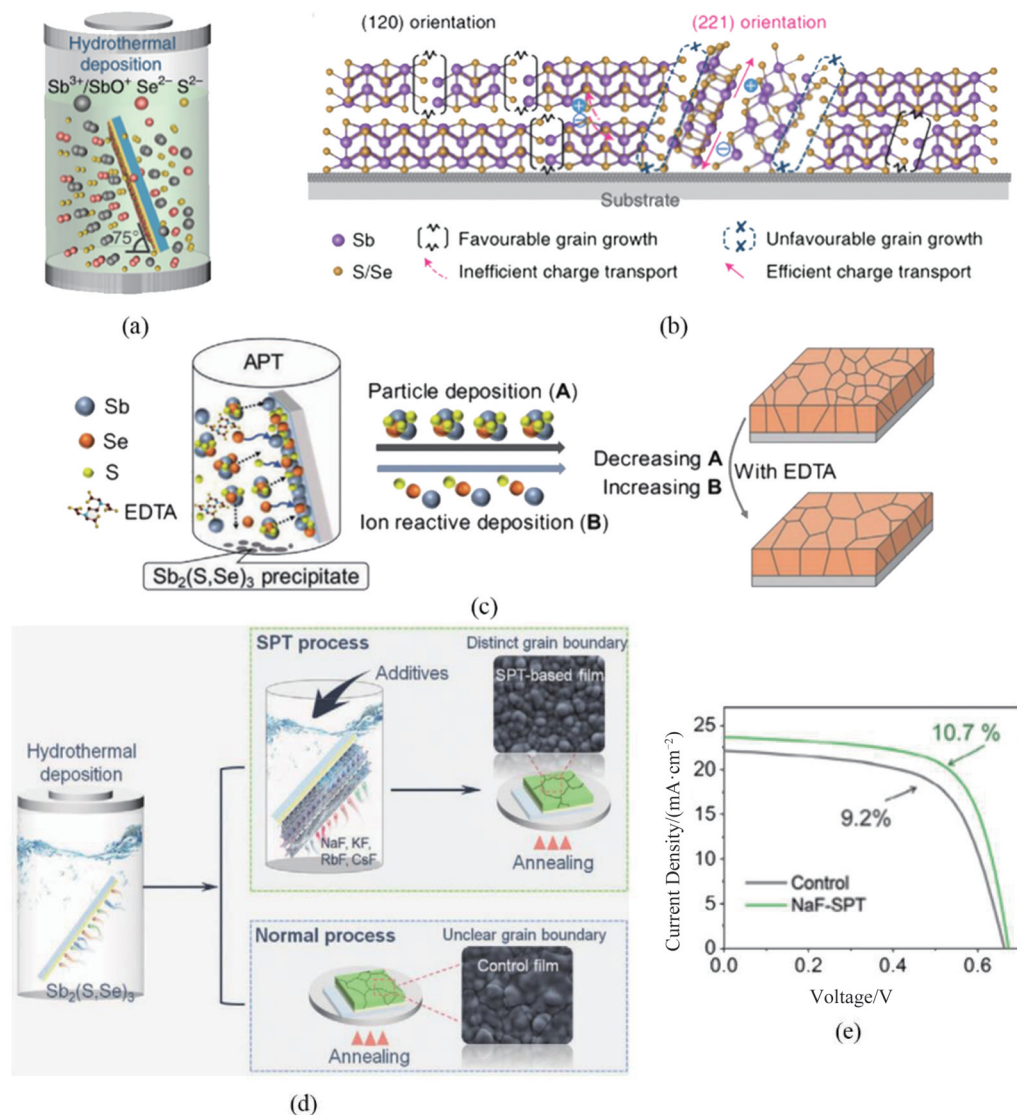 Hydrothermal
deposition
Sb³⁺/SbO⁺ Se²⁻ S²⁻
75°
(a)
(120) orientation
(221) orientation
Substrate
Sb
Favourable grain growth
Unfavourable grain growth
S/Se
Inefficient charge transport
Efficient charge transport
(b)
APT
Sb
Se
S
EDTA
Sb₂(S,Se)₃ precipitate
Particle deposition (A)
Ion reactive deposition (B)
Decreasing A
Increasing B
With EDTA
(c)
Hydrothermal
deposition
Sb₂(S,Se)₃
SPT process
Additives
NaF, KF,
RbF, CsF
Distinct grain boundary
SPT-based film
Annealing
Normal process
Unclear grain boundary
Control film
Annealing
(d)
Current Density/(mA·cm⁻²)
25
20
15
10
5
0
10.7 %
9.2%
Control
NaF-SPT
0.0 0.2 0.4 0.6
Voltage/V
(e)